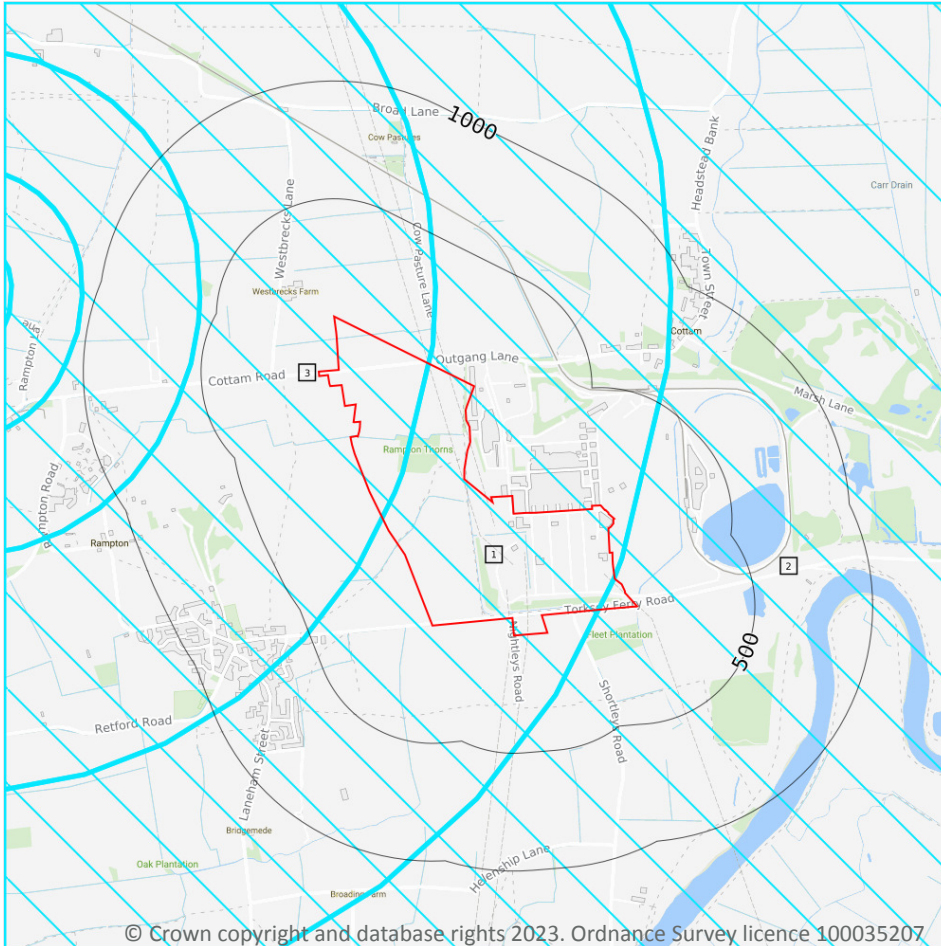 Broad Lane
1000
Cow Pastures
Headstead Bank
Carr Drain
Westbrecks Lane
Cow Pasture Lane
Town Street
Westbrecks Farm
Rampton
Cottam
Outgang Lane
3
Cottam Road
Marsh Lane
Rampton Thorns
Rampton Road
Rampton
1
2
Torksey Ferry Road
Fleet Plantation
500
Nightleys Road
Shortleys Road
Retford Road
Laneham Street
Bridgemede
Helenship Lane
Oak Plantation
Broading Farm
© Crown copyright and database rights 2023. Ordnance Survey licence 100035207